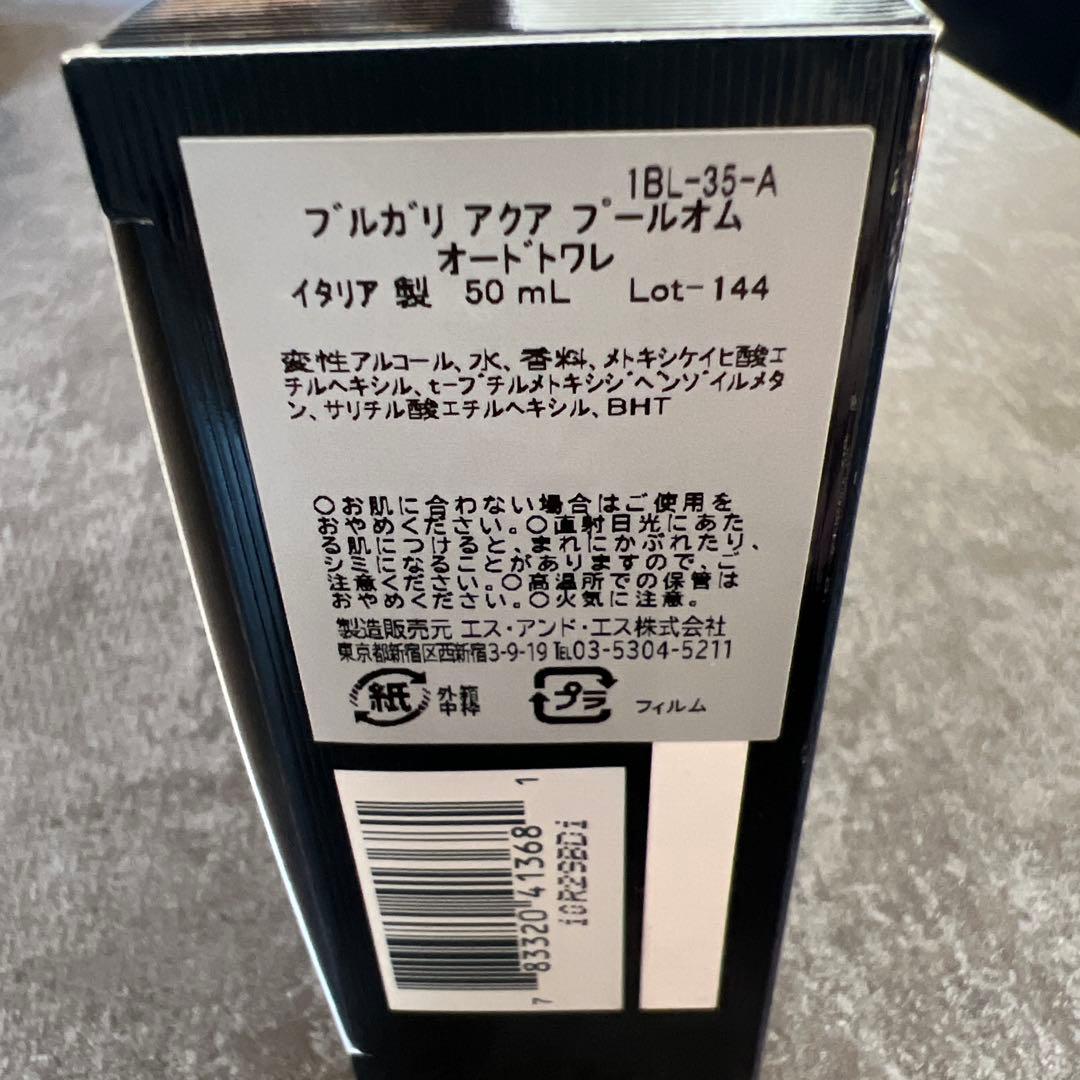 1BL-35-A
ブルガリ アクア プールオム
オードトワレ
イタリア 製 50 mL Lot-144
変性アルコール、水、香料、メトキシケイヒ酸エ
チルヘキシル、t-ブチルメトキシジベンゾイルメタ
ン、サリチル酸エチルヘキシル、BHT
○お肌に合わない場合はご使用を
おやめください。○直射日光にあた
る肌につけると、まれにかぶれたり、
シミになることがありますので、ご
注意ください。○高温所での保管は
おやめください。○火気に注意。
製造販売元 エス・アンド・エス株式会社
東京都新宿区西新宿3-9-19 TEL03-5304-5211
紙 外箱
中枠
プラ フィルム
7 83320 41368 1
iOR29BDi